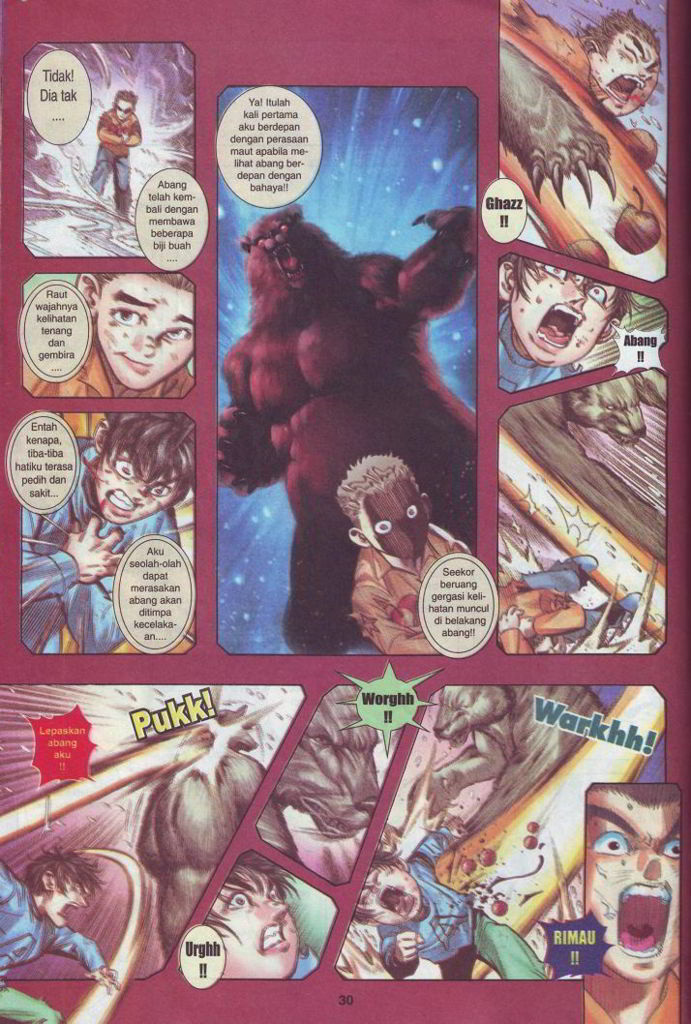 Tidak!
Dia tak
....
Abang
telah kem-
bali dengan
membawa
beberapa
biji buah
....
Raut
wajahnya
kelihatan
tenang
dan
gembira
....
Entah
kenapa,
tiba-tiba
hatiku terasa
pedih dan
sakit...
Aku
seolah-olah
dapat
merasakan
abang akan
ditimpa
kecelaka-
an....
Ya! Itulah
kali pertama
aku berdepan
dengan perasaan
maut apabila me-
lihat abang ber-
depan dengan
bahaya!!
Seekor
beruang
gergasi keli-
hatan muncul
di belakang
abang!!
Ghazz
!!
Abang
!!
Lepaskan
abang
aku
!!
Pukk!
Urghh
!!
Worghh
!!
Warkhh!
RIMAU
!!
30